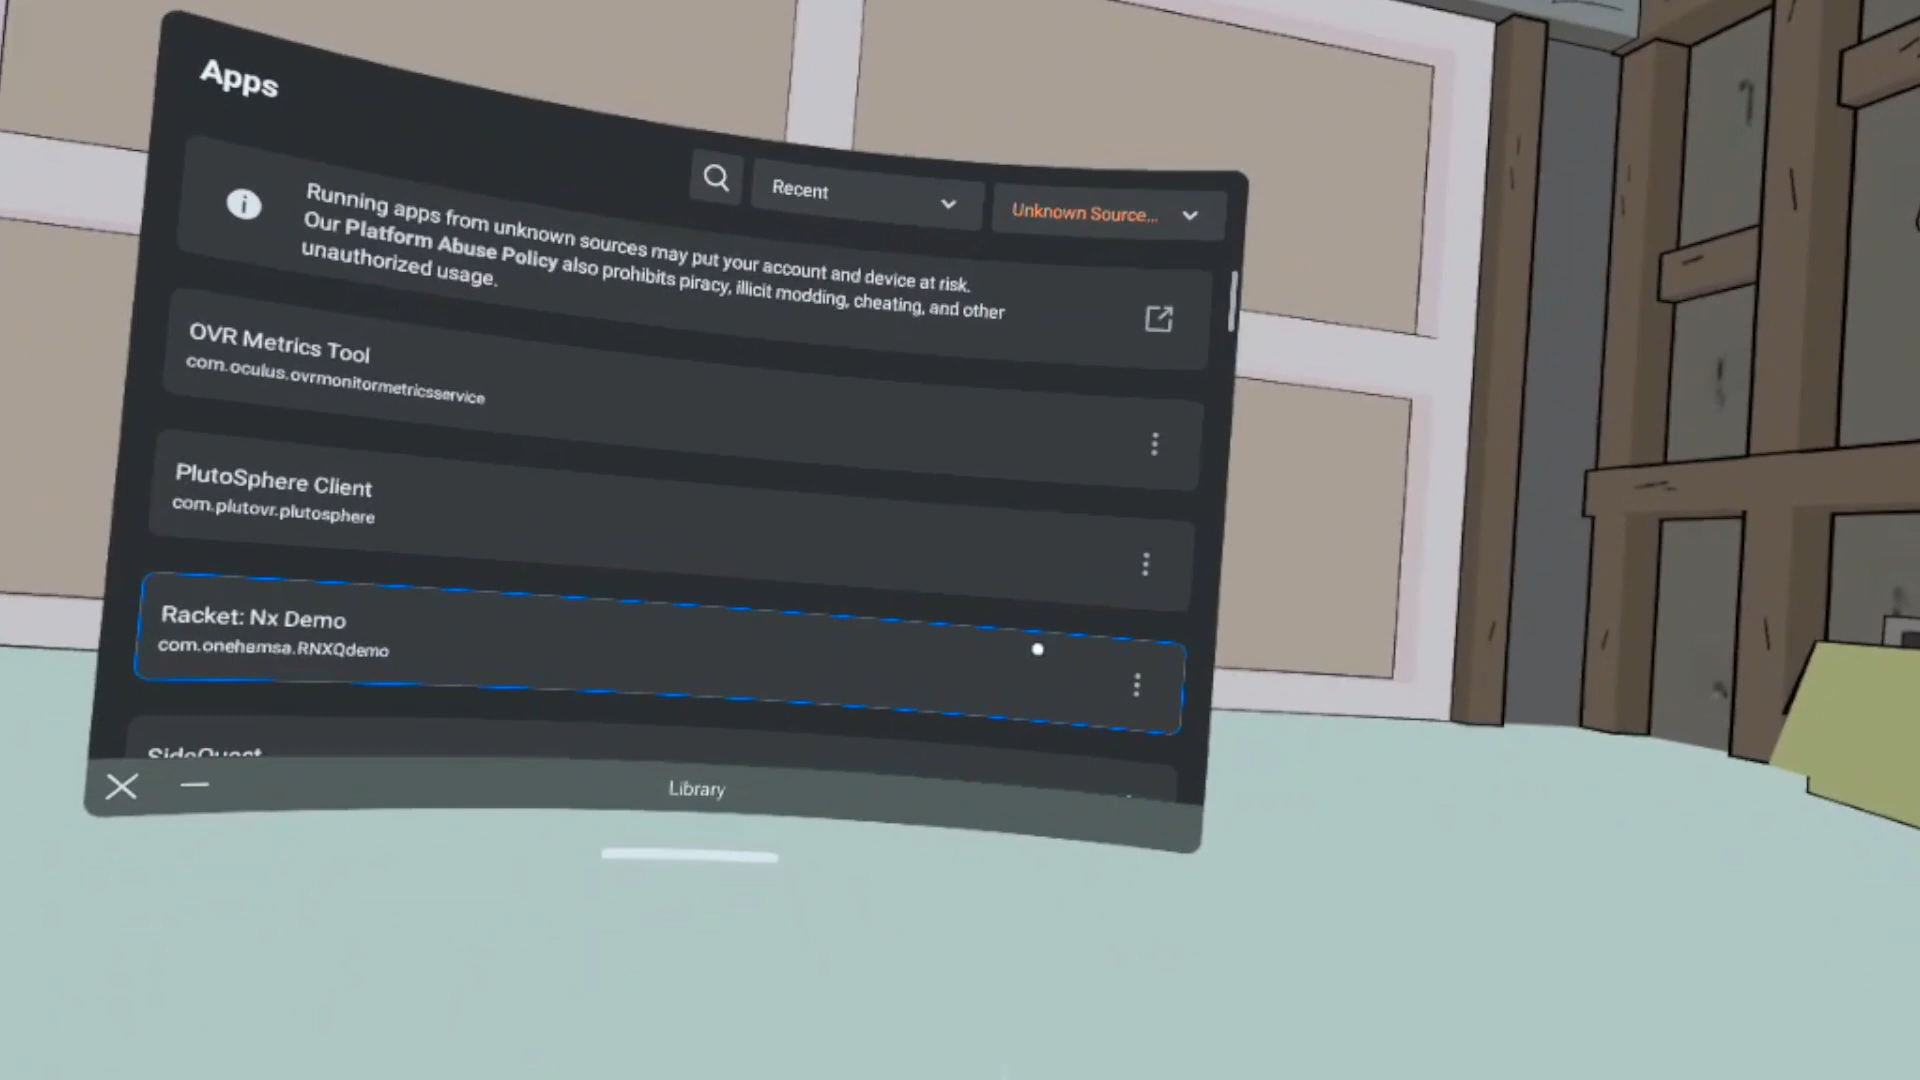 Apps
Recent
Unknown Source...
Running apps from unknown sources may put your account and device at risk.
Our Platform Abuse Policy also prohibits piracy, illicit modding, cheating, and other
unauthorized usage.
OVR Metrics Tool
com.oculus.ovrmonitormetricsservice
PlutoSphere Client
com.plutovr.plutosphere
Racket: Nx Demo
com.onehamsa.RNXQdemo
SideQuest
Library